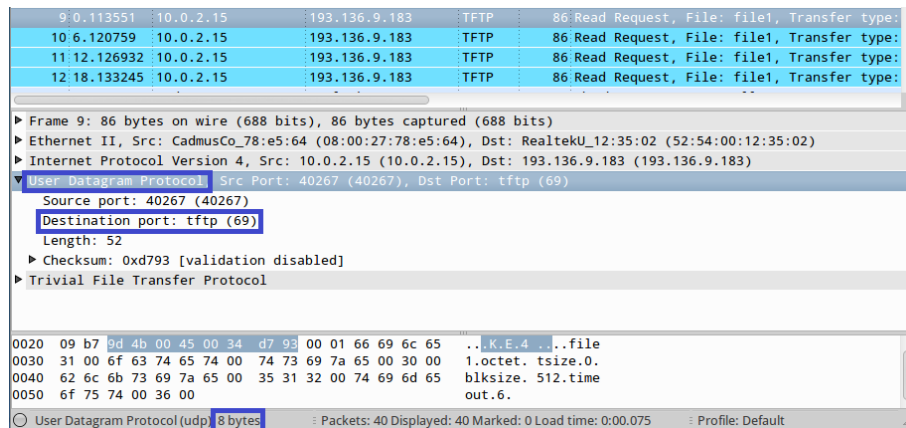 9 0.113551 10.0.2.15 193.136.9.183 TFTP 86 Read Request, File: file1, Transfer type:
10 6.120759 10.0.2.15 193.136.9.183 TFTP 86 Read Request, File: file1, Transfer type:
11 12.126932 10.0.2.15 193.136.9.183 TFTP 86 Read Request, File: file1, Transfer type:
12 18.133245 10.0.2.15 193.136.9.183 TFTP 86 Read Request, File: file1, Transfer type:
Frame 9: 86 bytes on wire (688 bits), 86 bytes captured (688 bits)
Ethernet II, Src: CadmusCo_78:e5:64 (08:00:27:78:e5:64), Dst: RealtekU_12:35:02 (52:54:00:12:35:02)
Internet Protocol Version 4, Src: 10.0.2.15 (10.0.2.15), Dst: 193.136.9.183 (193.136.9.183)
User Datagram Protocol, Src Port: 40267 (40267), Dst Port: tftp (69)
Source port: 40267 (40267)
Destination port: tftp (69)
Length: 52
Checksum: 0xd793 [validation disabled]
Trivial File Transfer Protocol
0020 09 b7 9d 4b 00 45 00 34 d7 93 00 01 66 69 6c 65 ...K.E.4 ....file
0030 31 00 6f 63 74 65 74 00 74 73 69 7a 65 00 30 00 1.octet. tsize.0.
0040 62 6c 6b 73 69 7a 65 00 35 31 32 00 74 69 6d 65 blksize. 512.time
0050 6f 75 74 00 36 00 out.6.
User Datagram Protocol (udp), 8 bytes Packets: 40 Displayed: 40 Marked: 0 Load time: 0:00.075 Profile: Default